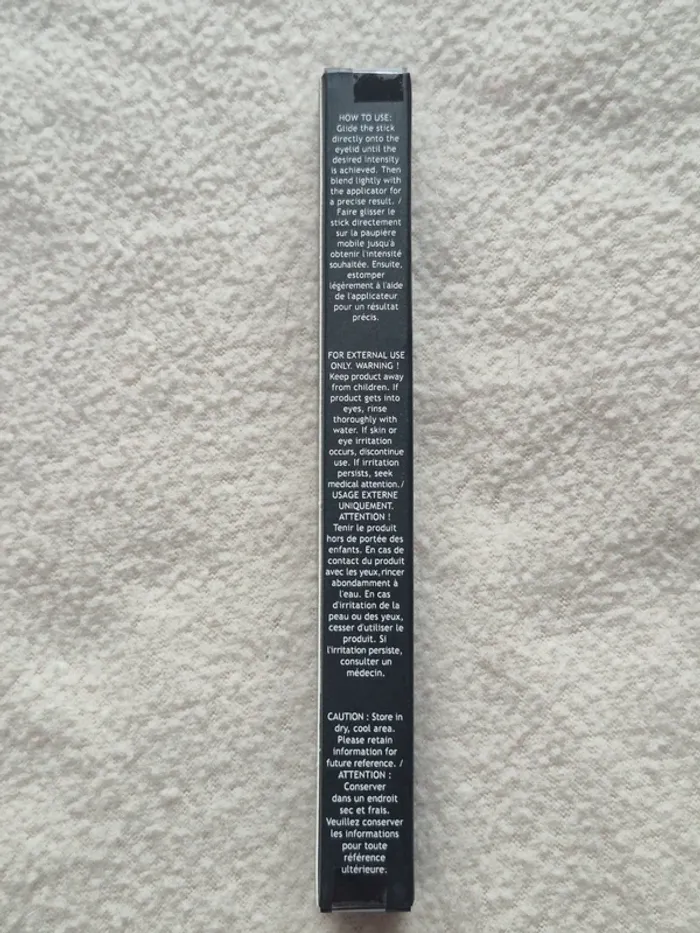 HOW TO USE:
Glide the stick
directly onto the
eyelid until the
desired intensity
is achieved. Then
blend lightly with
the applicator for
a precise result. /
Faire glisser le
stick directement
sur la paupière
mobile jusqu'à
obtenir l'intensité
souhaitée. Ensuite,
estomper
légèrement à l'aide
de l'applicateur
pour un résultat
précis.
FOR EXTERNAL USE
ONLY. WARNING !
Keep product away
from children. If
product gets into
eyes, rinse
thoroughly with
water. If skin or
eye irritation
occurs, discontinue
use. If irritation
persists, seek
medical attention./
USAGE EXTERNE
UNIQUEMENT.
ATTENTION !
Tenir le produit
hors de portée des
enfants. En cas de
contact du produit
avec les yeux,rincer
abondamment à
l'eau. En cas
d'irritation de la
peau ou des yeux,
cesser d'utiliser le
produit. Si
l'irritation persiste,
consulter un
médecin.
CAUTION : Store in
dry, cool area.
Please retain
information for
future reference. /
ATTENTION :
Conserver
dans un endroit
sec et frais.
Veuillez conserver
les informations
pour toute
référence
ultérieure.